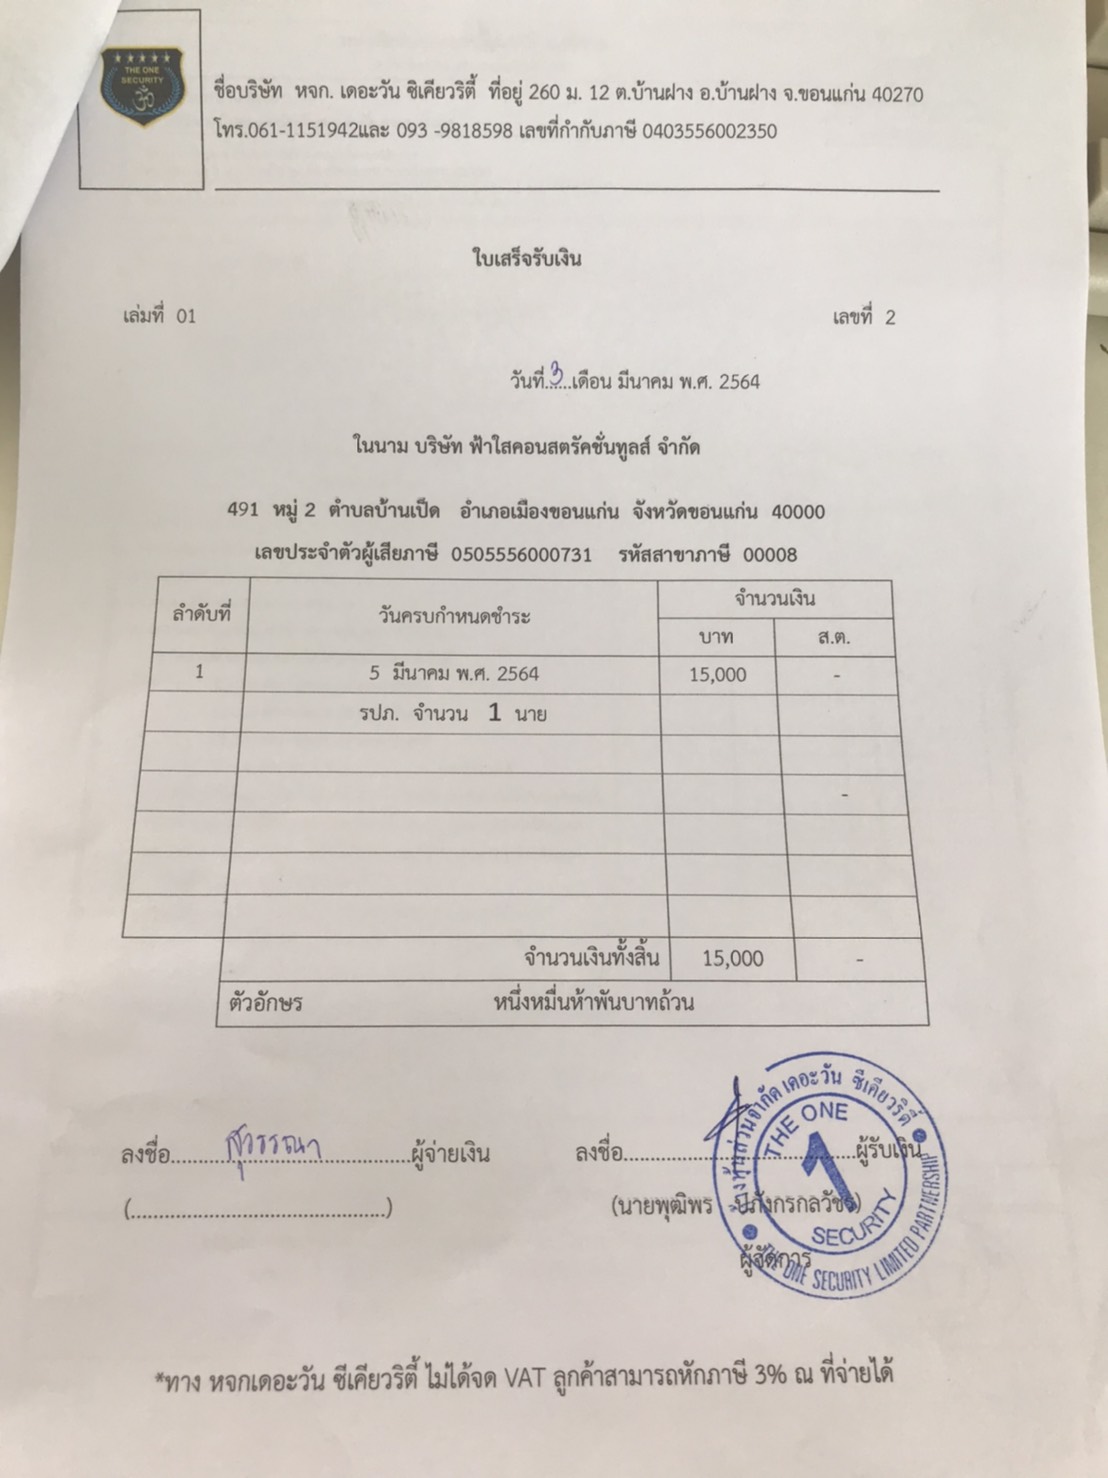 THE ONE
SECURITY
ชื่อบริษัท หจก. เดอะวัน ซิเคียวริตี้ ที่อยู่ 260 ม. 12 ต.บ้านฝาง อ.บ้านฝาง จ.ขอนแก่น 40270
โทร.061-1151942และ 093 -9818598 เลขที่กำกับภาษี 0403556002350
ใบเสร็จรับเงิน
เล่มที่ 01 เลขที่ 2
วันที่..3....เดือน มีนาคม พ.ศ. 2564
ในนาม บริษัท ฟ้าใสคอนสตรัคชั่นทูลส์ จำกัด
491 หมู่ 2 ตำบลบ้านเป็ด อำเภอเมืองขอนแก่น จังหวัดขอนแก่น 40000
เลขประจำตัวผู้เสียภาษี 0505556000731 รหัสสาขาภาษี 00008
ลำดับที่ วันครบกำหนดชำระ จำนวนเงิน
บาท ส.ต.
1 5 มีนาคม พ.ศ. 2564 15,000 -
รปภ. จำนวน 1 นาย
-
จำนวนเงินทั้งสิ้น 15,000 -
ตัวอักษร หนึ่งหมื่นห้าพันบาทถ้วน
ลงชื่อ.........สุวรรณา...............ผู้จ่ายเงิน ลงชื่อ.......................................ผู้รับเงิน
(.............................................) (นายพุฒิพร ปภังกรกลวัชร)
ผู้จัดการ
ห้างหุ้นส่วนจำกัด เดอะวัน ซีเคียวริตี้
THE ONE
1
SECURITY
THE ONE SECURITY LIMITED PARTNERSHIP
*ทาง หจกเดอะวัน ซีเคียวริตี้ ไม่ได้จด VAT ลูกค้าสามารถหักภาษี 3% ณ ที่จ่ายได้